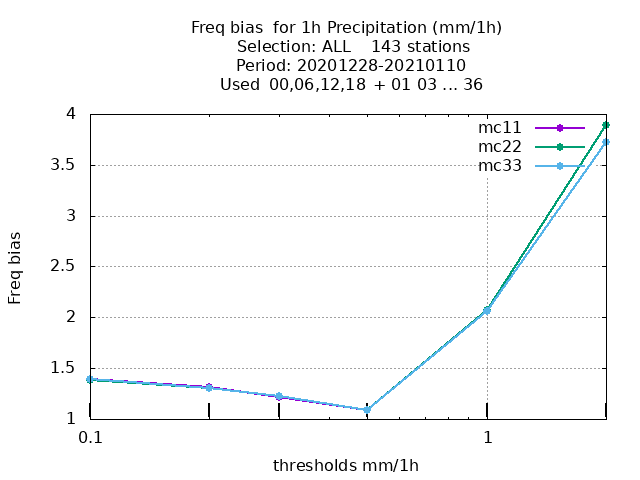 Freq bias  for 1h Precipitation (mm/1h)
Selection: ALL    143 stations
Period: 20201228-20210110
Used  00,06,12,18  + 01 03 ... 36
4
3.5
3
2.5
2
1.5
1
Freq bias
mc11
mc22
mc33
0.1
1
thresholds mm/1h